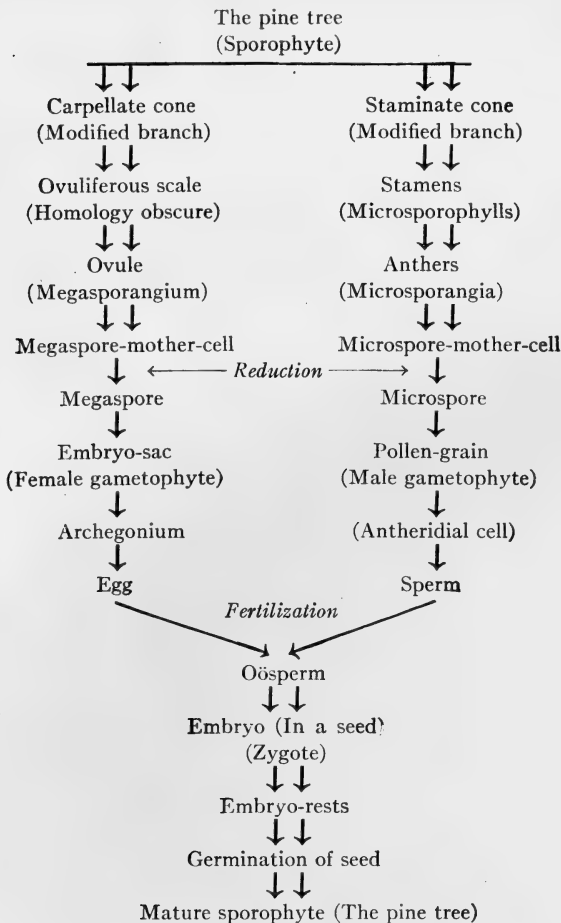 The pine tree
(Sporophyte)
Carpellate cone
(Modified branch)
Staminate cone
(Modified branch)
Ovuliferous scale
(Homology obscure)
Stamens
(Microsporophylls)
Ovule
(Megasporangium)
Anthers
(Microsporangia)
Megaspore-mother-cell
Microspore-mother-cell
Reduction
Megaspore
Microspore
Embryo-sac
(Female gametophyte)
Pollen-grain
(Male gametophyte)
Archegonium
(Antheridial cell)
Egg
Sperm
Fertilization
Oösperm
Embryo (In a seed)
(Zygote)
Embryo-rests
Germination of seed
Mature sporophyte (The pine tree)